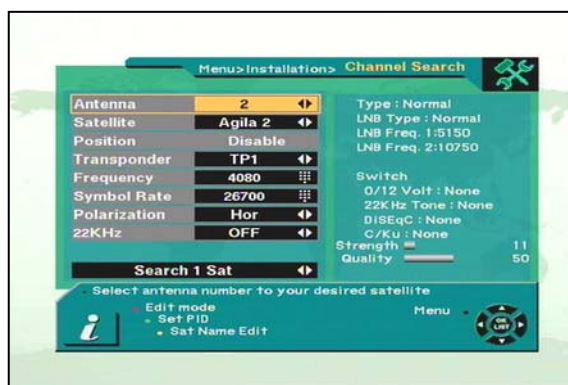 Menu>Installation> Channel Search
Antenna 2
Satellite Agila 2
Position Disable
Transponder TP1
Frequency 4080
Symbol Rate 26700
Polarization Hor
22KHz OFF
Search 1 Sat
Type : Normal
LNB Type : Normal
LNB Freq. 1:5150
LNB Freq. 2:10750
Switch
0/12 Volt : None
22KHz Tone : None
DiSEqC : None
C/Ku : None
Strength 11
Quality 50
Select antenna number to your desired satellite
Edit mode
Set PID
Sat Name Edit
Menu
OK
LIST